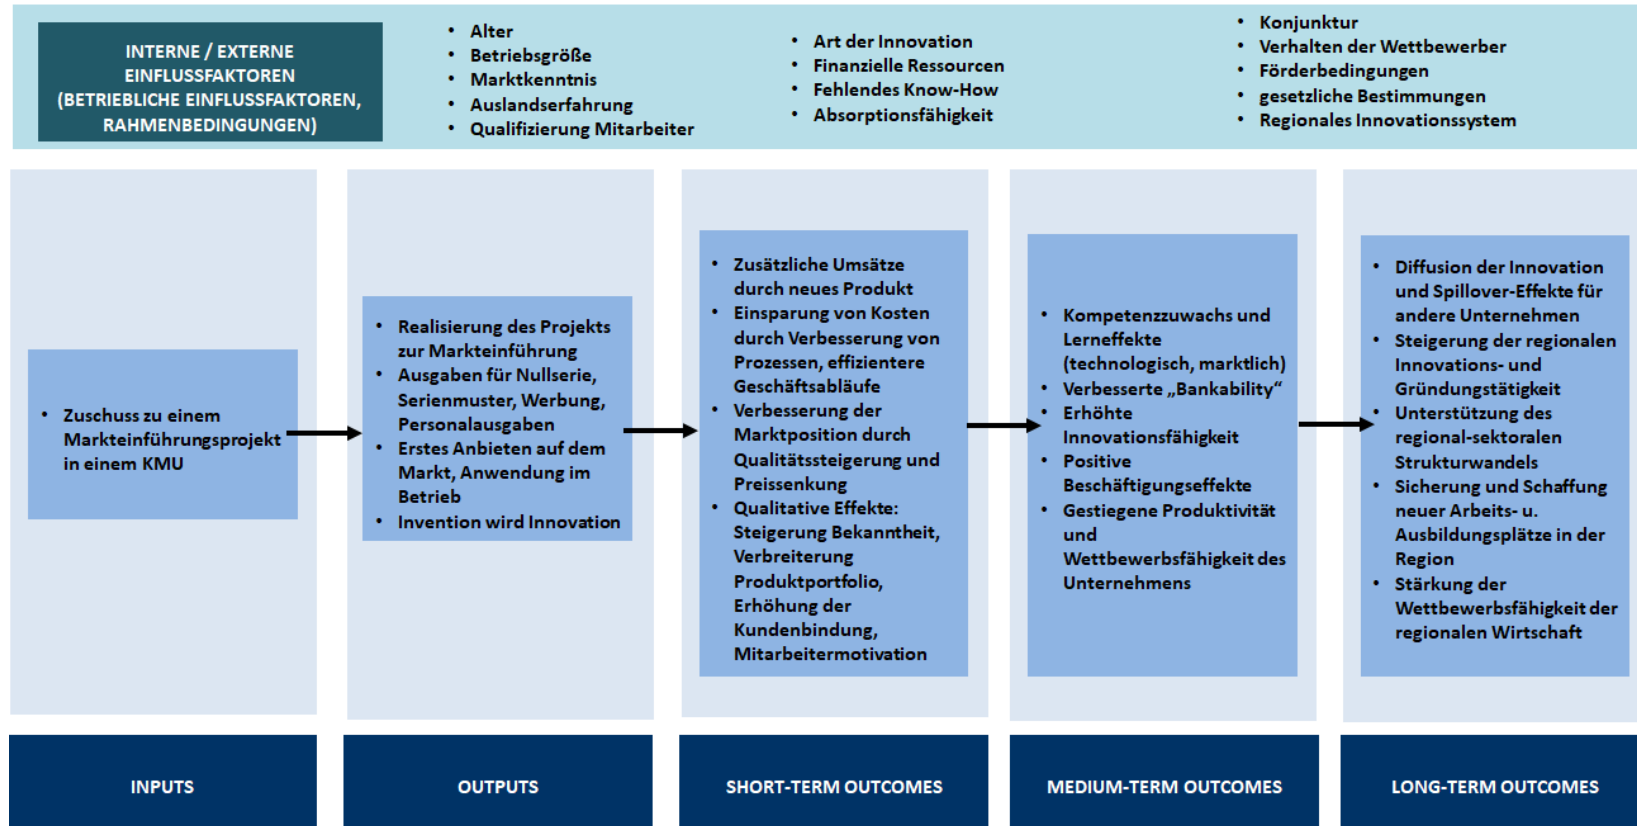 INTERNE / EXTERNE
EINFLUSSFAKTOREN
(BETRIEBLICHE EINFLUSSFAKTOREN,
RAHMENBEDINGUNGEN)
• Alter
• Betriebsgröße
• Marktkenntnis
• Auslandserfahrung
• Qualifizierung Mitarbeiter
• Art der Innovation
• Finanzielle Ressourcen
• Fehlendes Know-How
• Absorptionsfähigkeit
• Konjunktur
• Verhalten der Wettbewerber
• Förderbedingungen
• gesetzliche Bestimmungen
• Regionales Innovationssystem
• Zuschuss zu einem
Markteinführungsprojekt
in einem KMU
• Realisierung des Projekts
zur Markteinführung
• Ausgaben für Nullserie,
Serienmuster, Werbung,
Personalausgaben
• Erstes Anbieten auf dem
Markt, Anwendung im
Betrieb
• Invention wird Innovation
• Zusätzliche Umsätze
durch neues Produkt
• Einsparung von Kosten
durch Verbesserung von
Prozessen, effizientere
Geschäftsabläufe
• Verbesserung der
Marktposition durch
Qualitätssteigerung und
Preissenkung
• Qualitative Effekte:
Steigerung Bekanntheit,
Verbreiterung
Produktportfolio,
Erhöhung der
Kundenbindung,
Mitarbeitermotivation
• Kompetenzzuwachs und
Lerneffekte
(technologisch, marktlich)
• Verbesserte „Bankability“
• Erhöhte
Innovationsfähigkeit
• Positive
Beschäftigungseffekte
• Gestiegene Produktivität
und
Wettbewerbsfähigkeit des
Unternehmens
• Diffusion der Innovation
und Spillover-Effekte für
andere Unternehmen
• Steigerung der regionalen
Innovations- und
Gründungstätigkeit
• Unterstützung des
regional-sektoralen
Strukturwandels
• Sicherung und Schaffung
neuer Arbeits- u.
Ausbildungsplätze in der
Region
• Stärkung der
Wettbewerbsfähigkeit der
regionalen Wirtschaft
INPUTS
OUTPUTS
SHORT-TERM OUTCOMES
MEDIUM-TERM OUTCOMES
LONG-TERM OUTCOMES